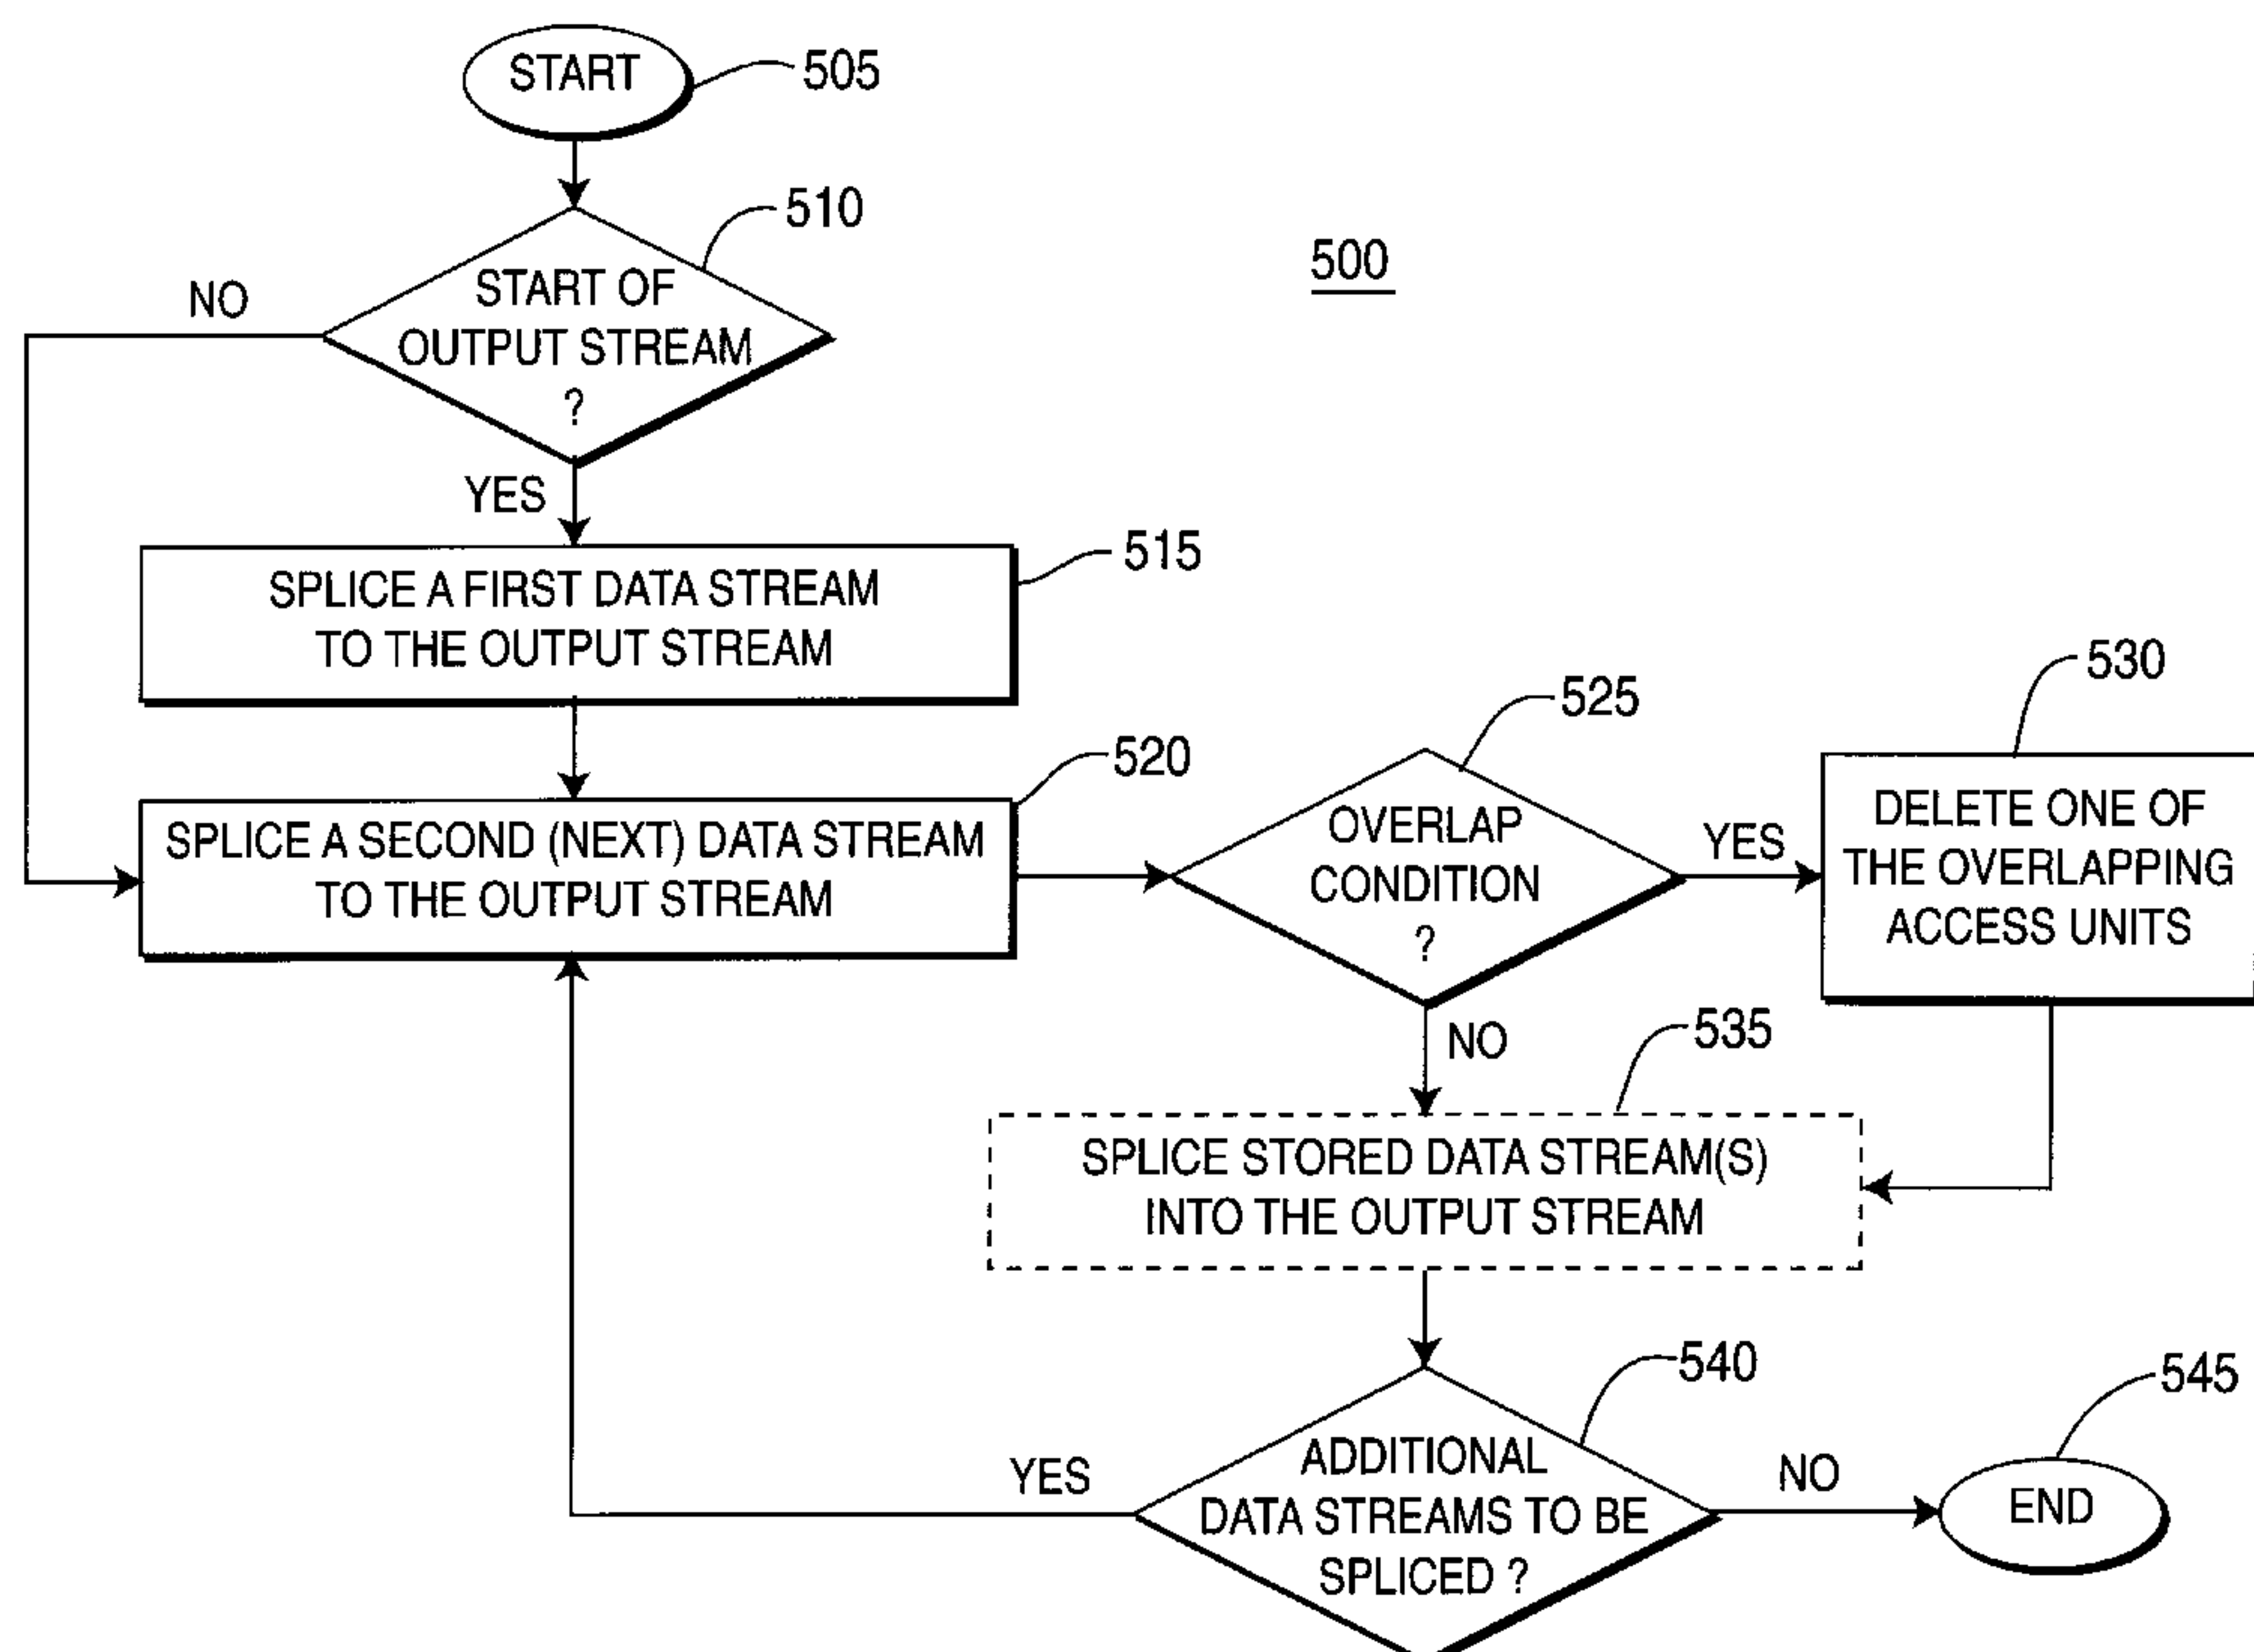 START
505
510
START OF
OUTPUT STREAM
?
NO
500
YES
515
SPLICE A FIRST DATA STREAM
TO THE OUTPUT STREAM
520
SPLICE A SECOND (NEXT) DATA STREAM
TO THE OUTPUT STREAM
525
OVERLAP
CONDITION
?
YES
530
DELETE ONE OF
THE OVERLAPPING
ACCESS UNITS
NO
535
SPLICE STORED DATA STREAM(S)
INTO THE OUTPUT STREAM
540
ADDITIONAL
DATA STREAMS TO BE
SPLICED ?
YES
NO
545
END